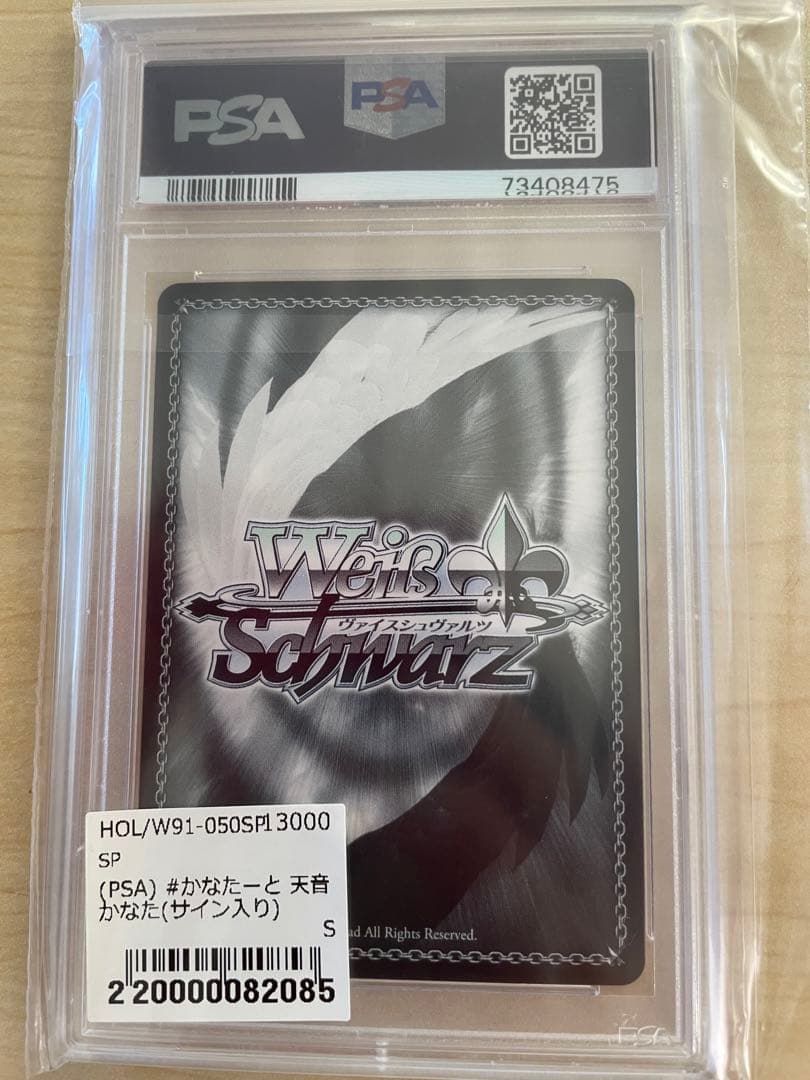 PSA
PSA
73408475
Weiß
ヴァイスシュヴァルツ
Schwarz
HOL/W91-050SP13000
SP
(PSA) #かなたーと 天音
かなた(サイン入り)
S
ad All Rights Reserved.
2 20000082085
PSA